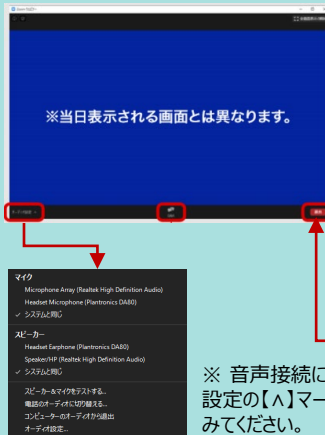 ※当日表示される画面とは異なります。
マイク
Microphone Array (Realtek High Definition Audio)
Headset Microphone (Plantronics DA80)
✓ システムと同じ
スピーカー
Headset Earphone (Plantronics DA80)
Speaker/HP (Realtek High Definition Audio)
✓ システムと同じ
スピーカー&マイクをテストする...
電話のオーディオに切り替える...
コンピューターのオーディオから退出
オーディオ設定...
※ 音声接続に
設定の【∧】マー
みてください。